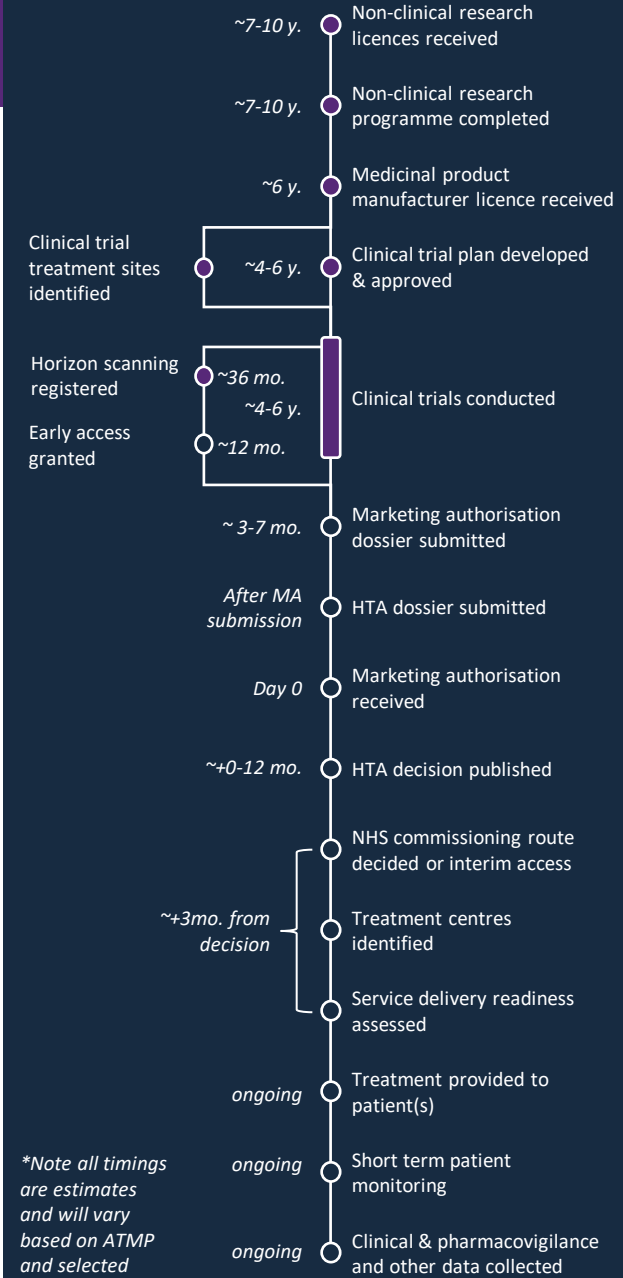 ~7-10 y.
Non-clinical research
licences received
~7-10 y.
Non-clinical research
programme completed
~6 y.
Medicinal product
manufacturer licence received
Clinical trial
treatment sites
identified
~4-6 y.
Clinical trial plan developed
& approved
Horizon scanning
registered
~36 mo.
~4-6 y.
Clinical trials conducted
Early access
granted
~12 mo.
~ 3-7 mo.
Marketing authorisation
dossier submitted
After MA
submission
HTA dossier submitted
Day 0
Marketing authorisation
received
~+0-12 mo.
HTA decision published
NHS commissioning route
decided or interim access
~+3mo. from
decision
Treatment centres
identified
Service delivery readiness
assessed
ongoing
Treatment provided to
patient(s)
ongoing
Short term patient
monitoring
ongoing
Clinical & pharmacovigilance
and other data collected
*Note all timings
are estimates
and will vary
based on ATMP
and selected